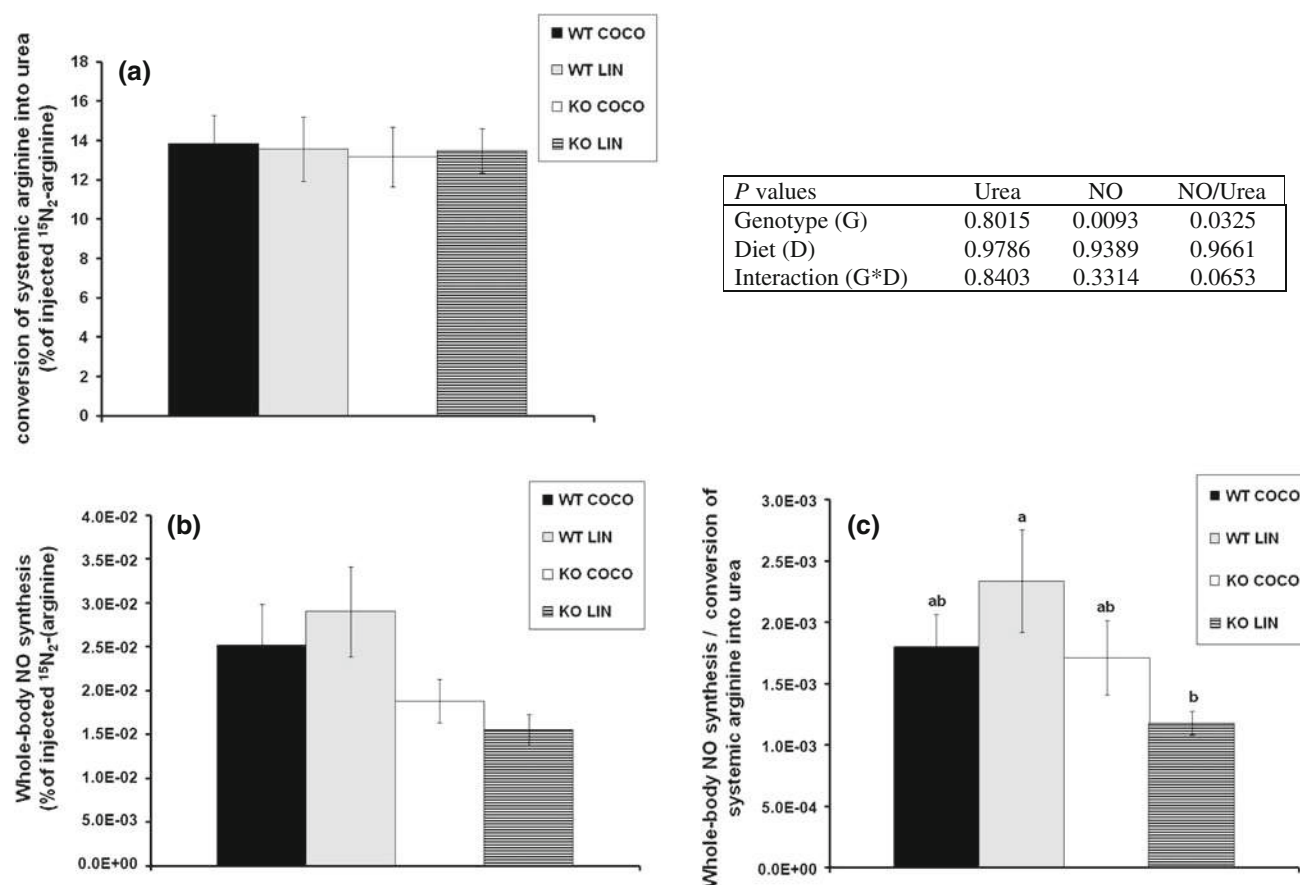 conversion of systemic arginine into urea
(%of injected ¹⁵N₂-arginine)
18
16
14
12
10
8
6
4
2
0
(a)
WT COCO
WT LIN
KO COCO
KO LIN
P values Urea NO NO/Urea
Genotype (G) 0.8015 0.0093 0.0325
Diet (D) 0.9786 0.9389 0.9661
Interaction (G*D) 0.8403 0.3314 0.0653
Whole-body NO synthesis
(%of injected ¹⁵N₂-(arginine)
4.0E-02
3.5E-02
3.0E-02
2.5E-02
2.0E-02
1.5E-02
1.0E-02
5.0E-03
0.0E+00
(b)
WT COCO
WT LIN
KO COCO
KO LIN
Whole-body NO synthesis / conversion of
systemic arginine into urea
3.0E-03
2.5E-03
2.0E-03
1.5E-03
1.0E-03
5.0E-04
0.0E+00
(c)
ab
a
ab
b
WT COCO
WT LIN
KO COCO
KO LIN